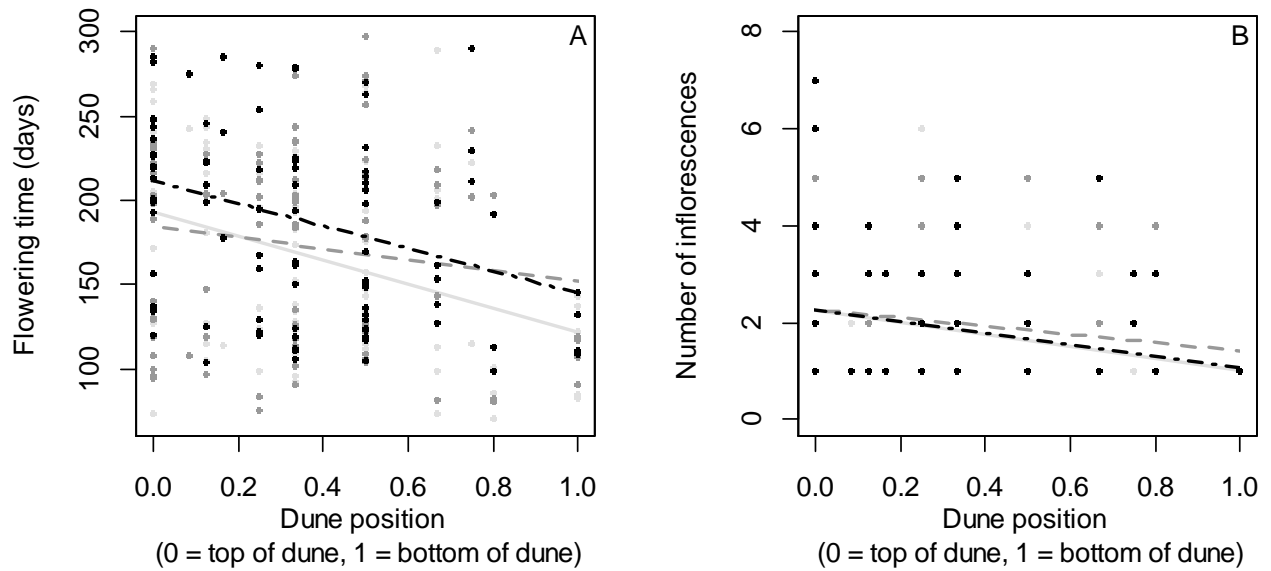 A
300
250
200
150
100
Flowering time (days)
0.0 0.2 0.4 0.6 0.8 1.0
Dune position
(0 = top of dune, 1 = bottom of dune)
B
8
6
4
2
0
Number of inflorescences
0.0 0.2 0.4 0.6 0.8 1.0
Dune position
(0 = top of dune, 1 = bottom of dune)